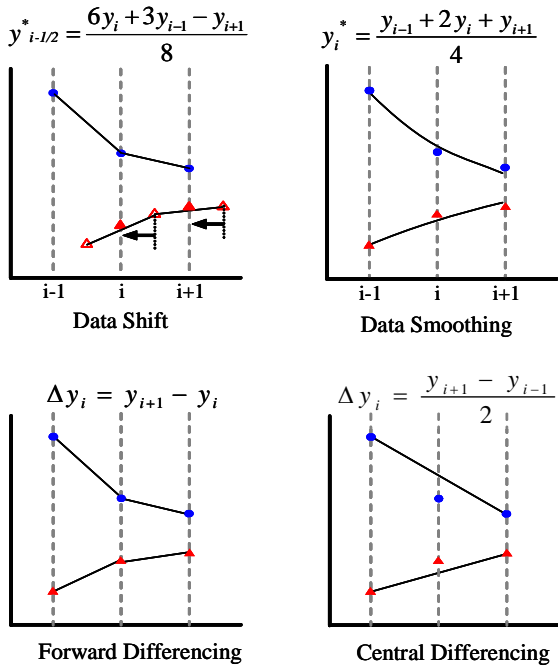 y*i-1/2 = (6yi + 3yi-1 − yi+1) / 8
yi* = (yi-1 + 2yi + yi+1) / 4
i-1 i i+1
i-1 i i+1
Data Shift
Data Smoothing
Δyi = yi+1 − yi
Δyi = (yi+1 − yi-1) / 2
Forward Differencing
Central Differencing